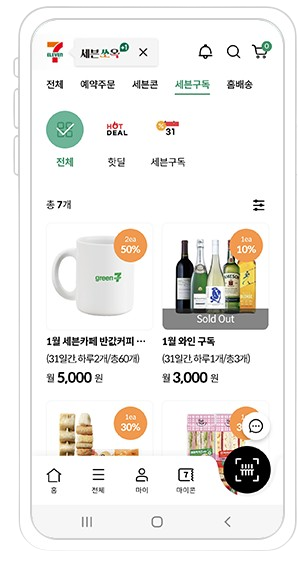 7
ELEVEN
세븐쏘옥 +1
0
전체 예약주문 세븐콘 세븐구독 홈배송
HOT
DEAL
31
전체 핫딜 세븐구독
총 7개
2ea
50%
1ea
10%
green-7
JAMESON
Sold Out
1월 세븐카페 반값커피 ···
(31일간, 하루2개/총60개)
월 5,000 원
1월 와인 구독
(31일간, 하루1개/총3개)
월 3,000 원
1ea
30%
1ea
7
홈 전체 마이 마이콘